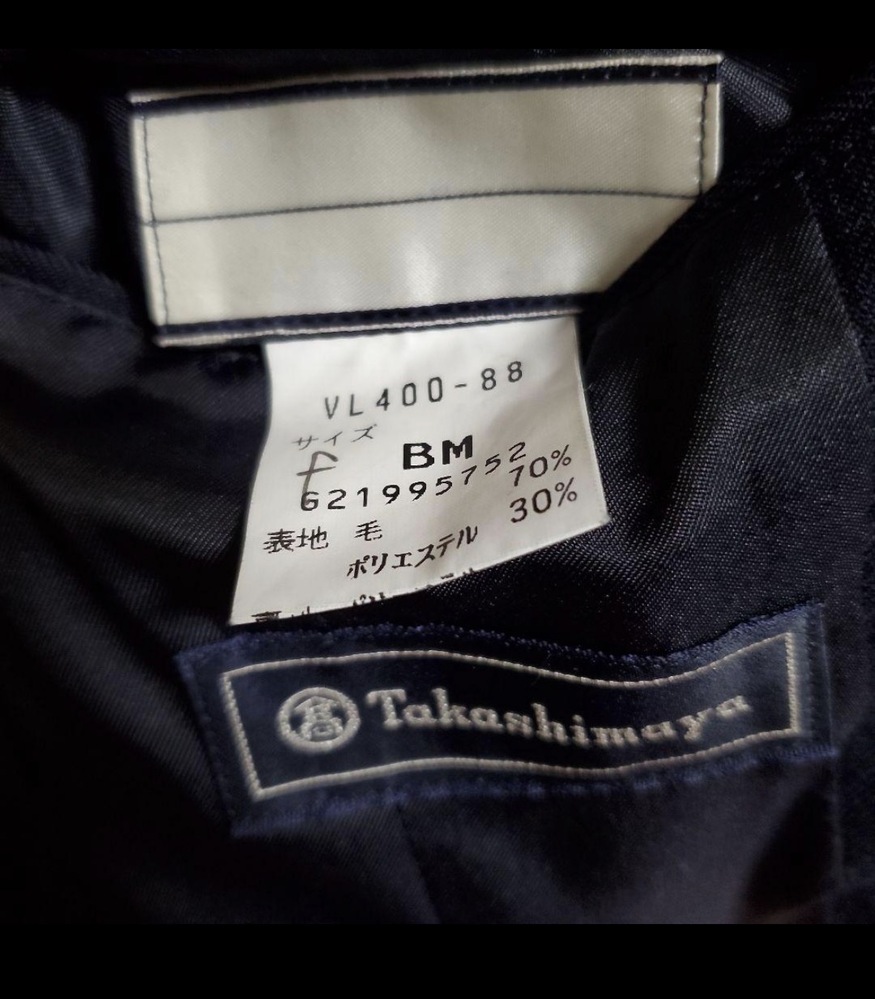 VL400-88
サイズ
BM
621995752
表地 毛 70%
ポリエステル 30%
Takashimaya